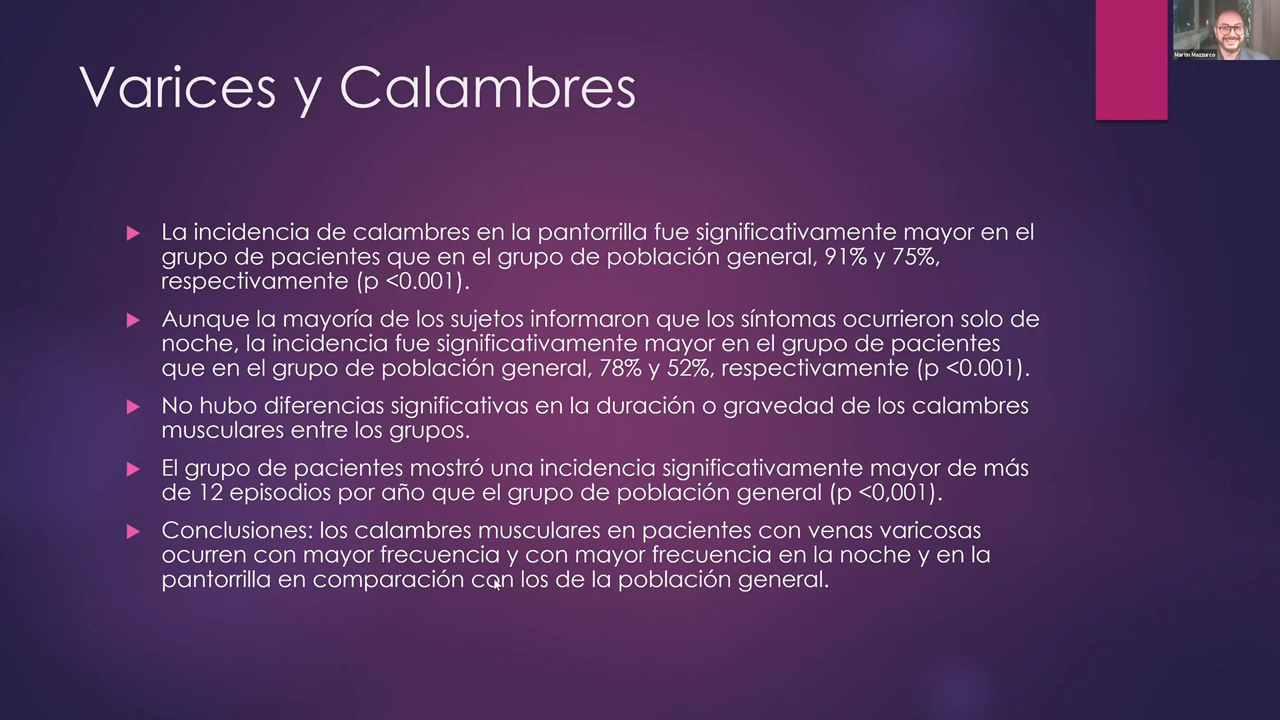 Varices y Calambres
Martin Mazzurco
La incidencia de calambres en la pantorrilla fue significativamente mayor en el
grupo de pacientes que en el grupo de población general, 91% y 75%,
respectivamente (p <0.001).
Aunque la mayoría de los sujetos informaron que los síntomas ocurrieron solo de
noche, la incidencia fue significativamente mayor en el grupo de pacientes
que en el grupo de población general, 78% y 52%, respectivamente (p <0.001).
No hubo diferencias significativas en la duración o gravedad de los calambres
musculares entre los grupos.
El grupo de pacientes mostró una incidencia significativamente mayor de más
de 12 episodios por año que el grupo de población general (p <0,001).
Conclusiones: los calambres musculares en pacientes con venas varicosas
ocurren con mayor frecuencia y con mayor frecuencia en la noche y en la
pantorrilla en comparación con los de la población general.